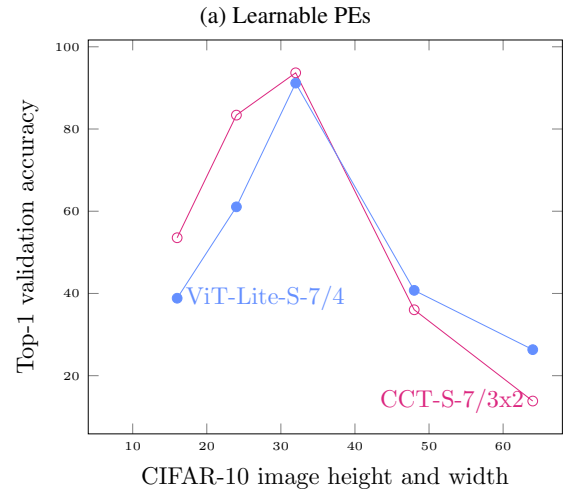 (a) Learnable PEs
100
80
60
40
20
Top-1 validation accuracy
ViT-Lite-S-7/4
CCT-S-7/3x2
10 20 30 40 50 60
CIFAR-10 image height and width